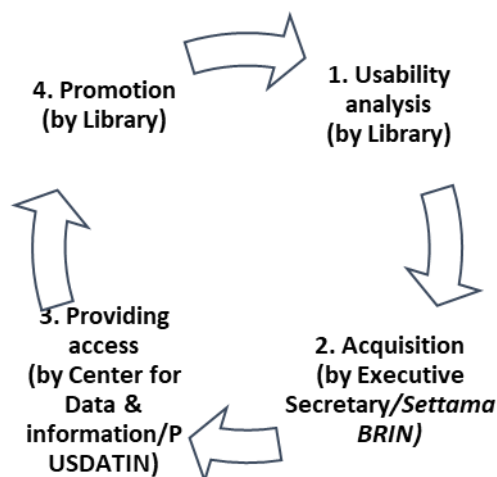 4. Promotion
(by Library)
1. Usability
analysis
(by Library)
3. Providing
access
(by Center for
Data &
information/P
USDATIN)
2. Acquisition
(by Executive
Secretary/Settama
BRIN)